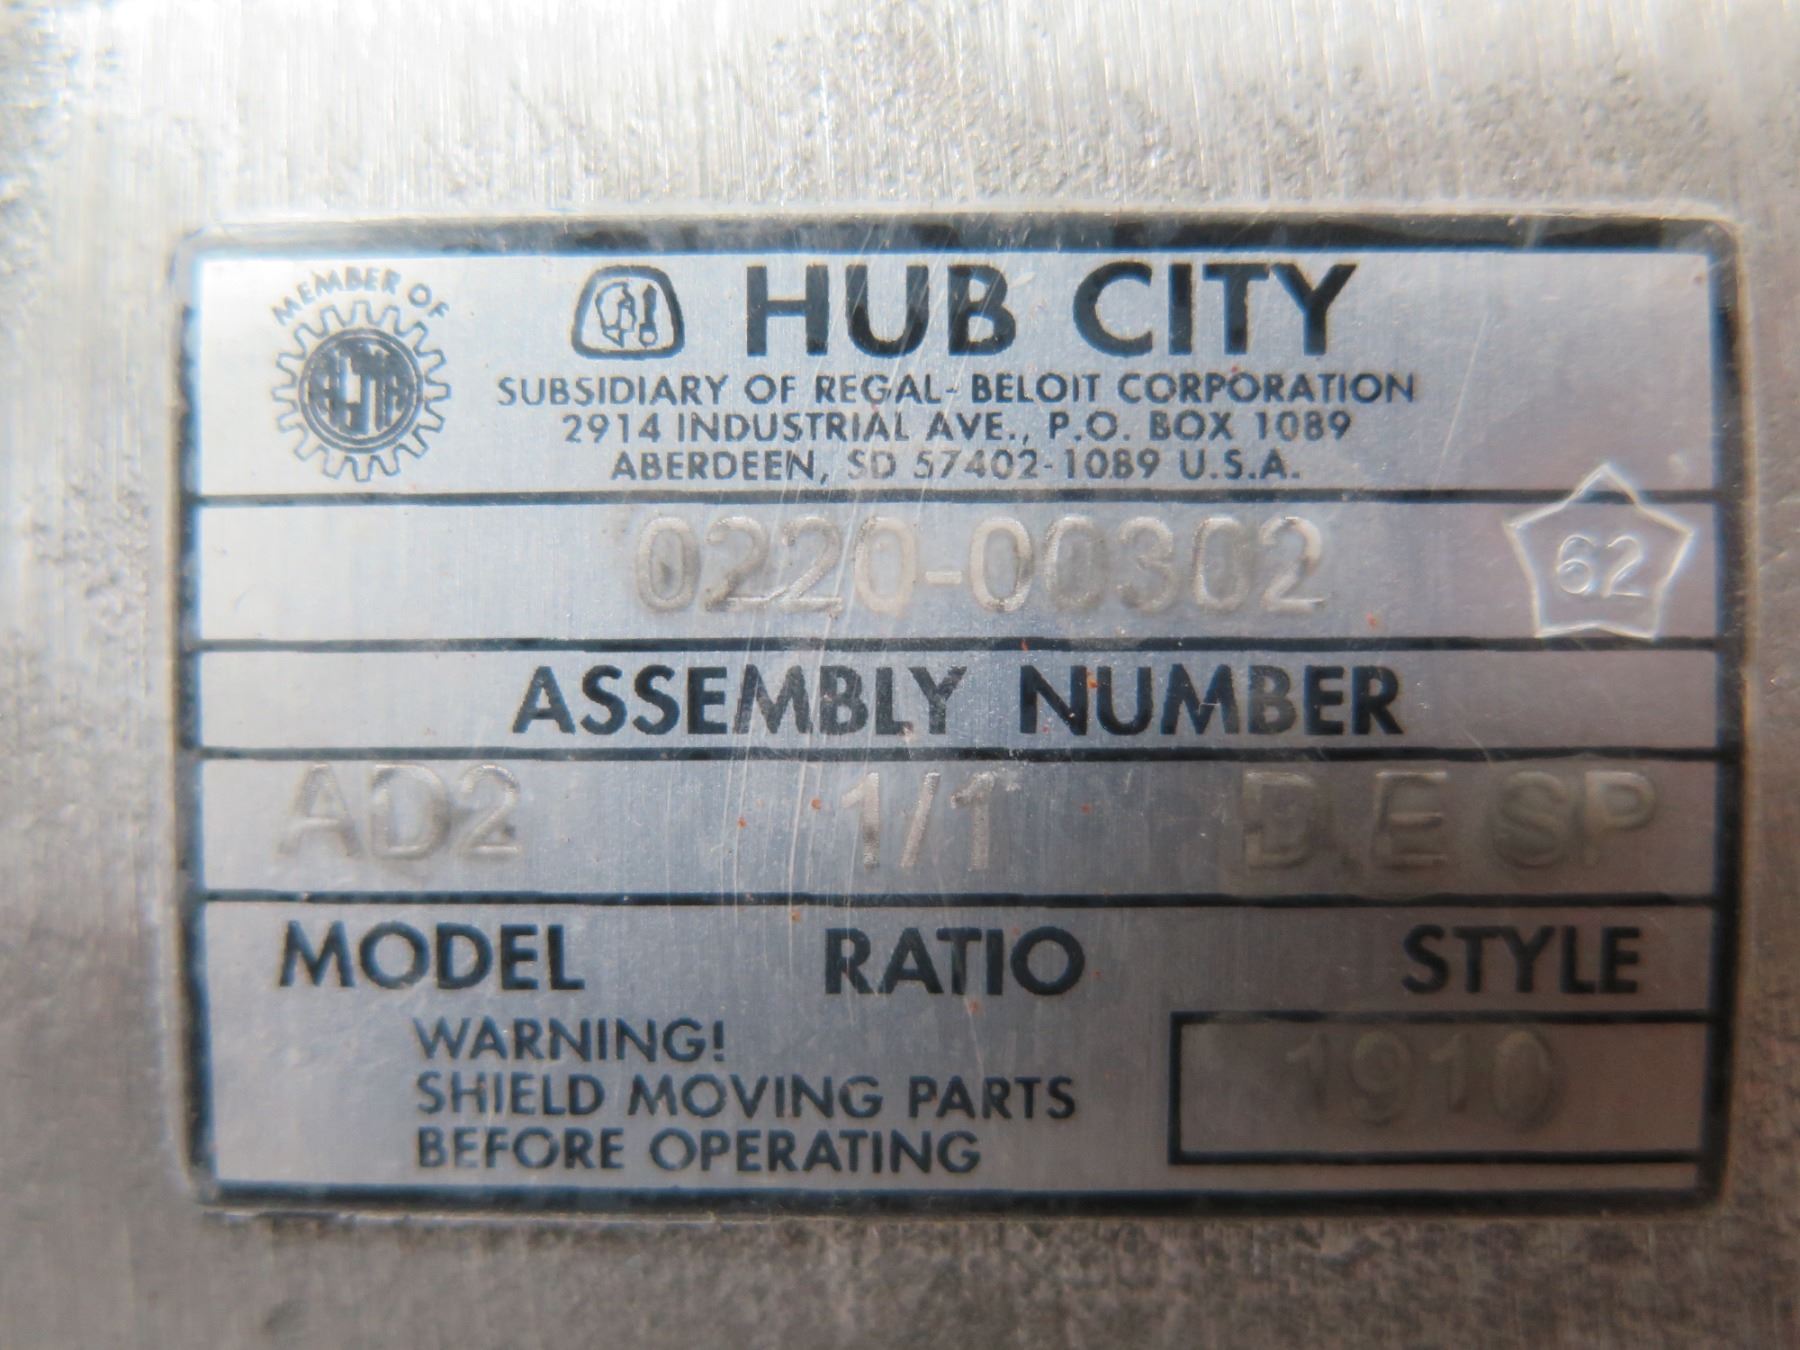 MEMBER OF
AGMA
HUB CITY
SUBSIDIARY OF REGAL-BELOIT CORPORATION
2914 INDUSTRIAL AVE., P.O. BOX 1089
ABERDEEN, SD 57402-1089 U.S.A.
0220-00302
62
ASSEMBLY NUMBER
AD2 1/1 D.E SP
MODEL RATIO STYLE
WARNING!
SHIELD MOVING PARTS
BEFORE OPERATING
1910